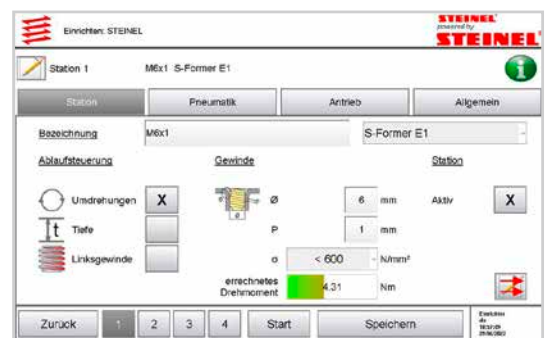 Einrichten: STEINEL
STEINEL
powered by
STEINEL
Station 1 M6x1 S-Former E1
Station Pneumatik Antrieb Allgemein
Bezeichnung M6x1 S-Former E1
Ablaufsteuerung Gewinde Station
Umdrehungen X Ø 6 mm Aktiv X
t Tiefe P 1 mm
Linksgewinde σ < 600 N/mm²
errechnetes
Drehmoment 4.31 Nm
Zurück 1 2 3 4 Start Speichern
Einrichten
de